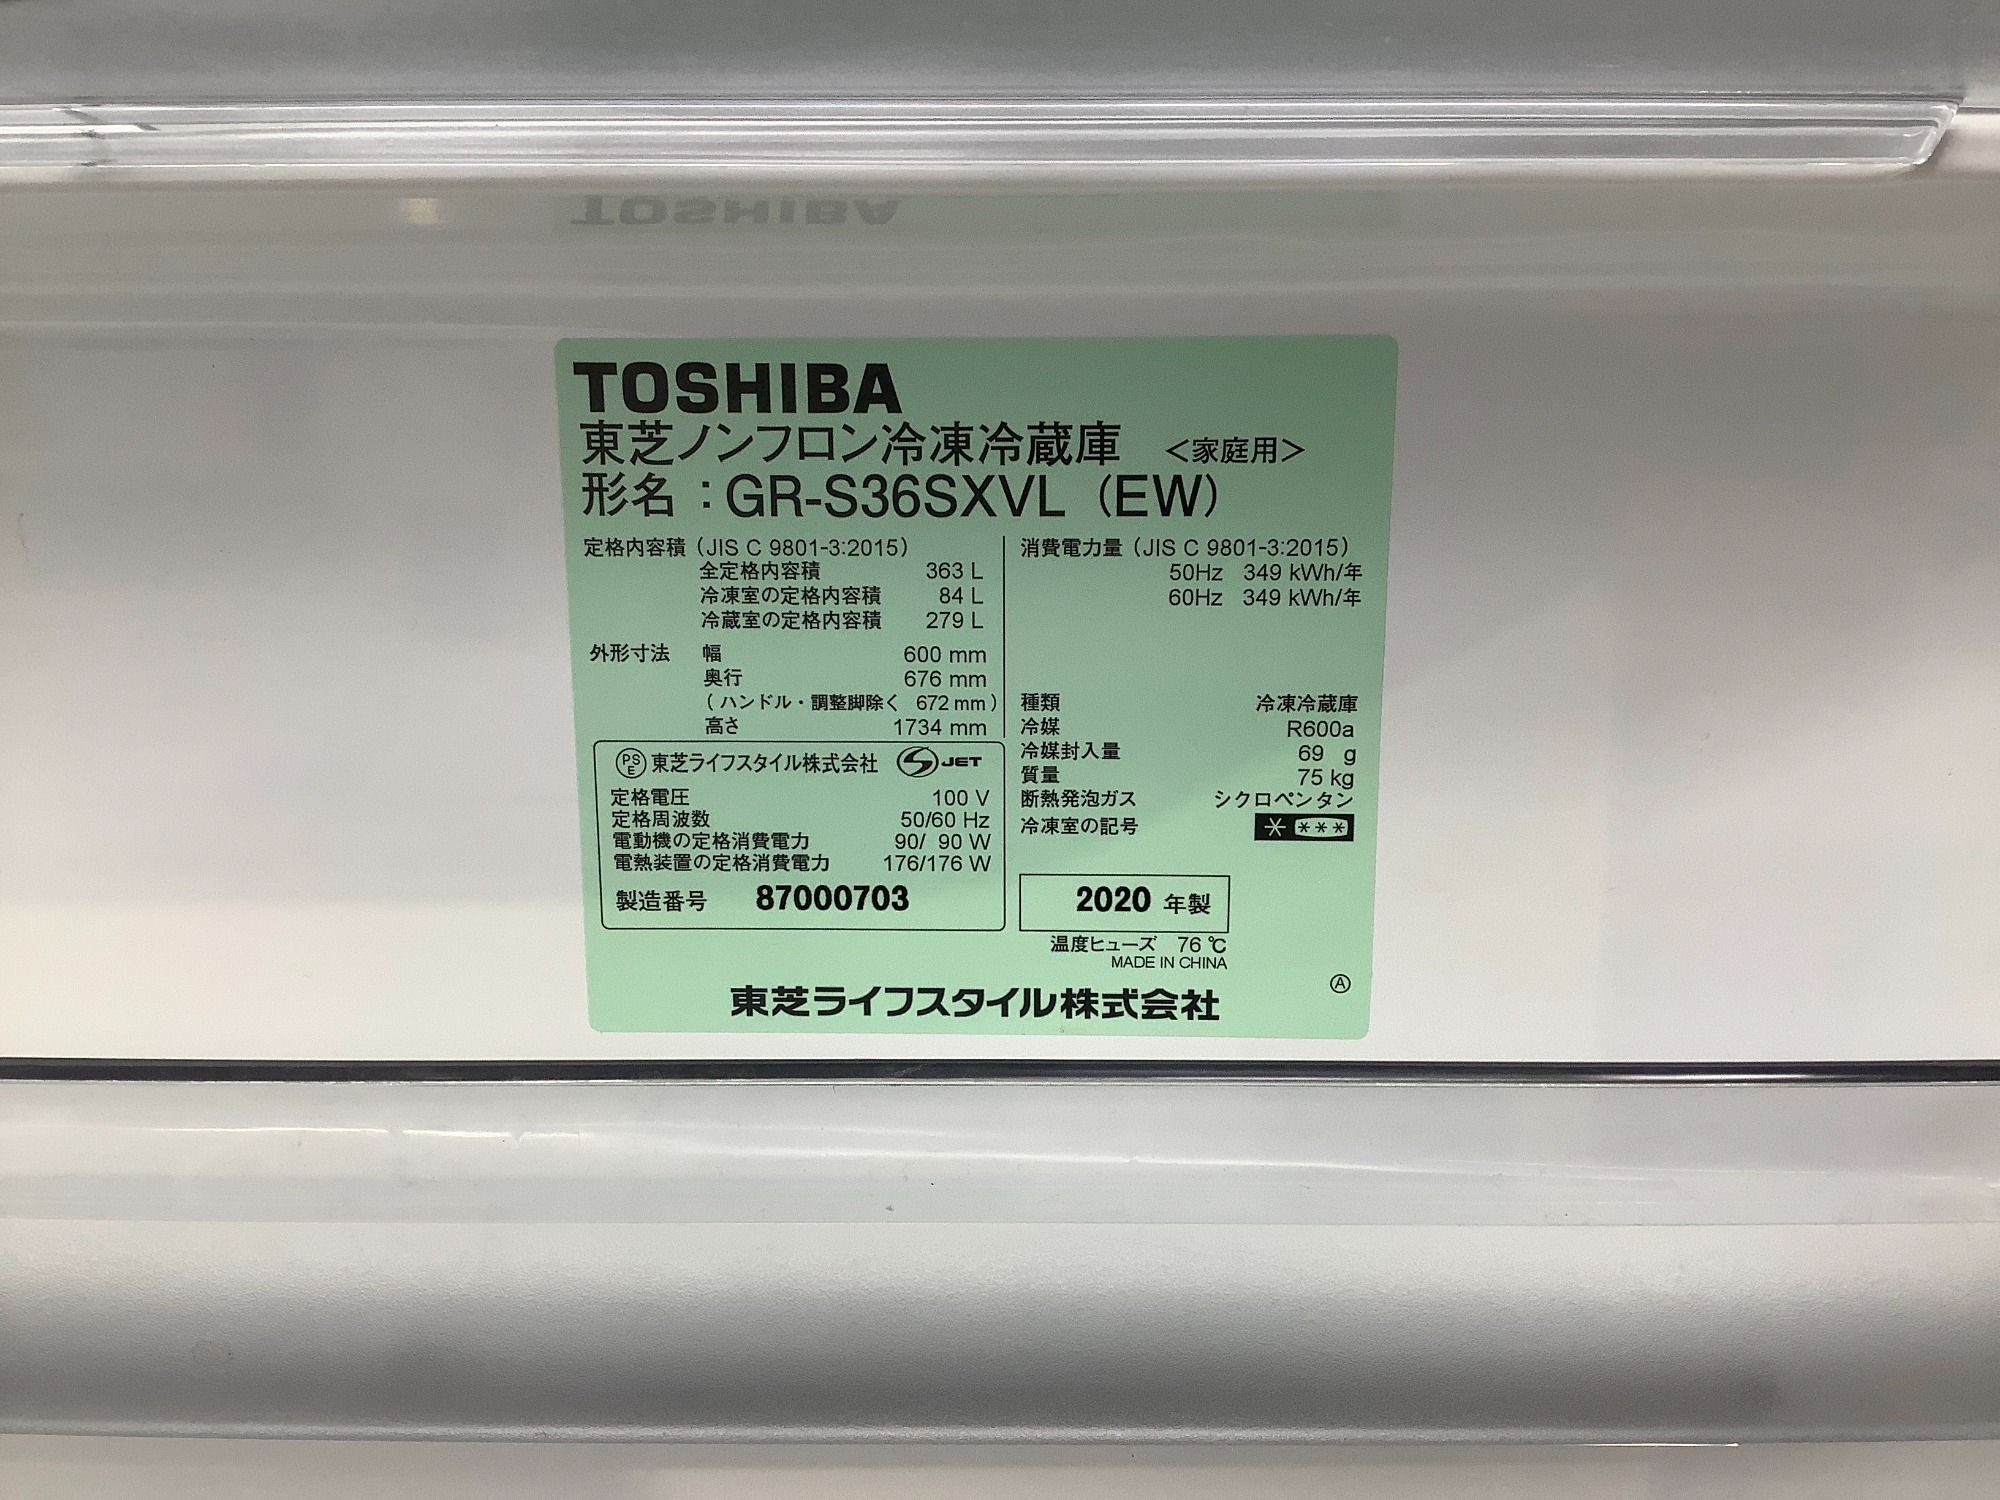 TOSHIBA
東芝ノンフロン冷凍冷蔵庫 <家庭用>
形名：GR-S36SXVL (EW)
定格内容積 (JIS C 9801-3:2015)
全定格内容積 363 L
冷凍室の定格内容積 84 L
冷蔵室の定格内容積 279 L
外形寸法 幅 600 mm
奥行 676 mm
(ハンドル・調整脚除く 672 mm)
高さ 1734 mm
消費電力量 (JIS C 9801-3:2015)
50Hz 349 kWh/年
60Hz 349 kWh/年
種類 冷凍冷蔵庫
冷媒 R600a
冷媒封入量 69 g
質量 75 kg
断熱発泡ガス シクロペンタン
冷凍室の記号 * ***
PSE 東芝ライフスタイル株式会社 JET
定格電圧 100 V
定格周波数 50/60 Hz
電動機の定格消費電力 90/ 90 W
電熱装置の定格消費電力 176/176 W
製造番号 87000703
2020 年製
温度ヒューズ 76 ℃
MADE IN CHINA
東芝ライフスタイル株式会社
Ⓐ